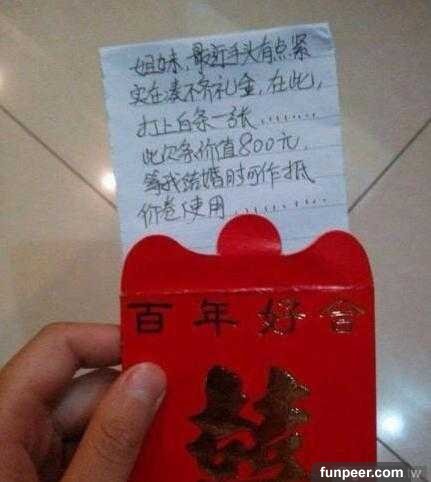 姐妹，最近手头有点紧
实在凑不齐礼金，在此，
打上白条一张........
此欠条价值800元，
等我结婚时可作抵
价卷使用..........
百年好合
囍
funpeer.com